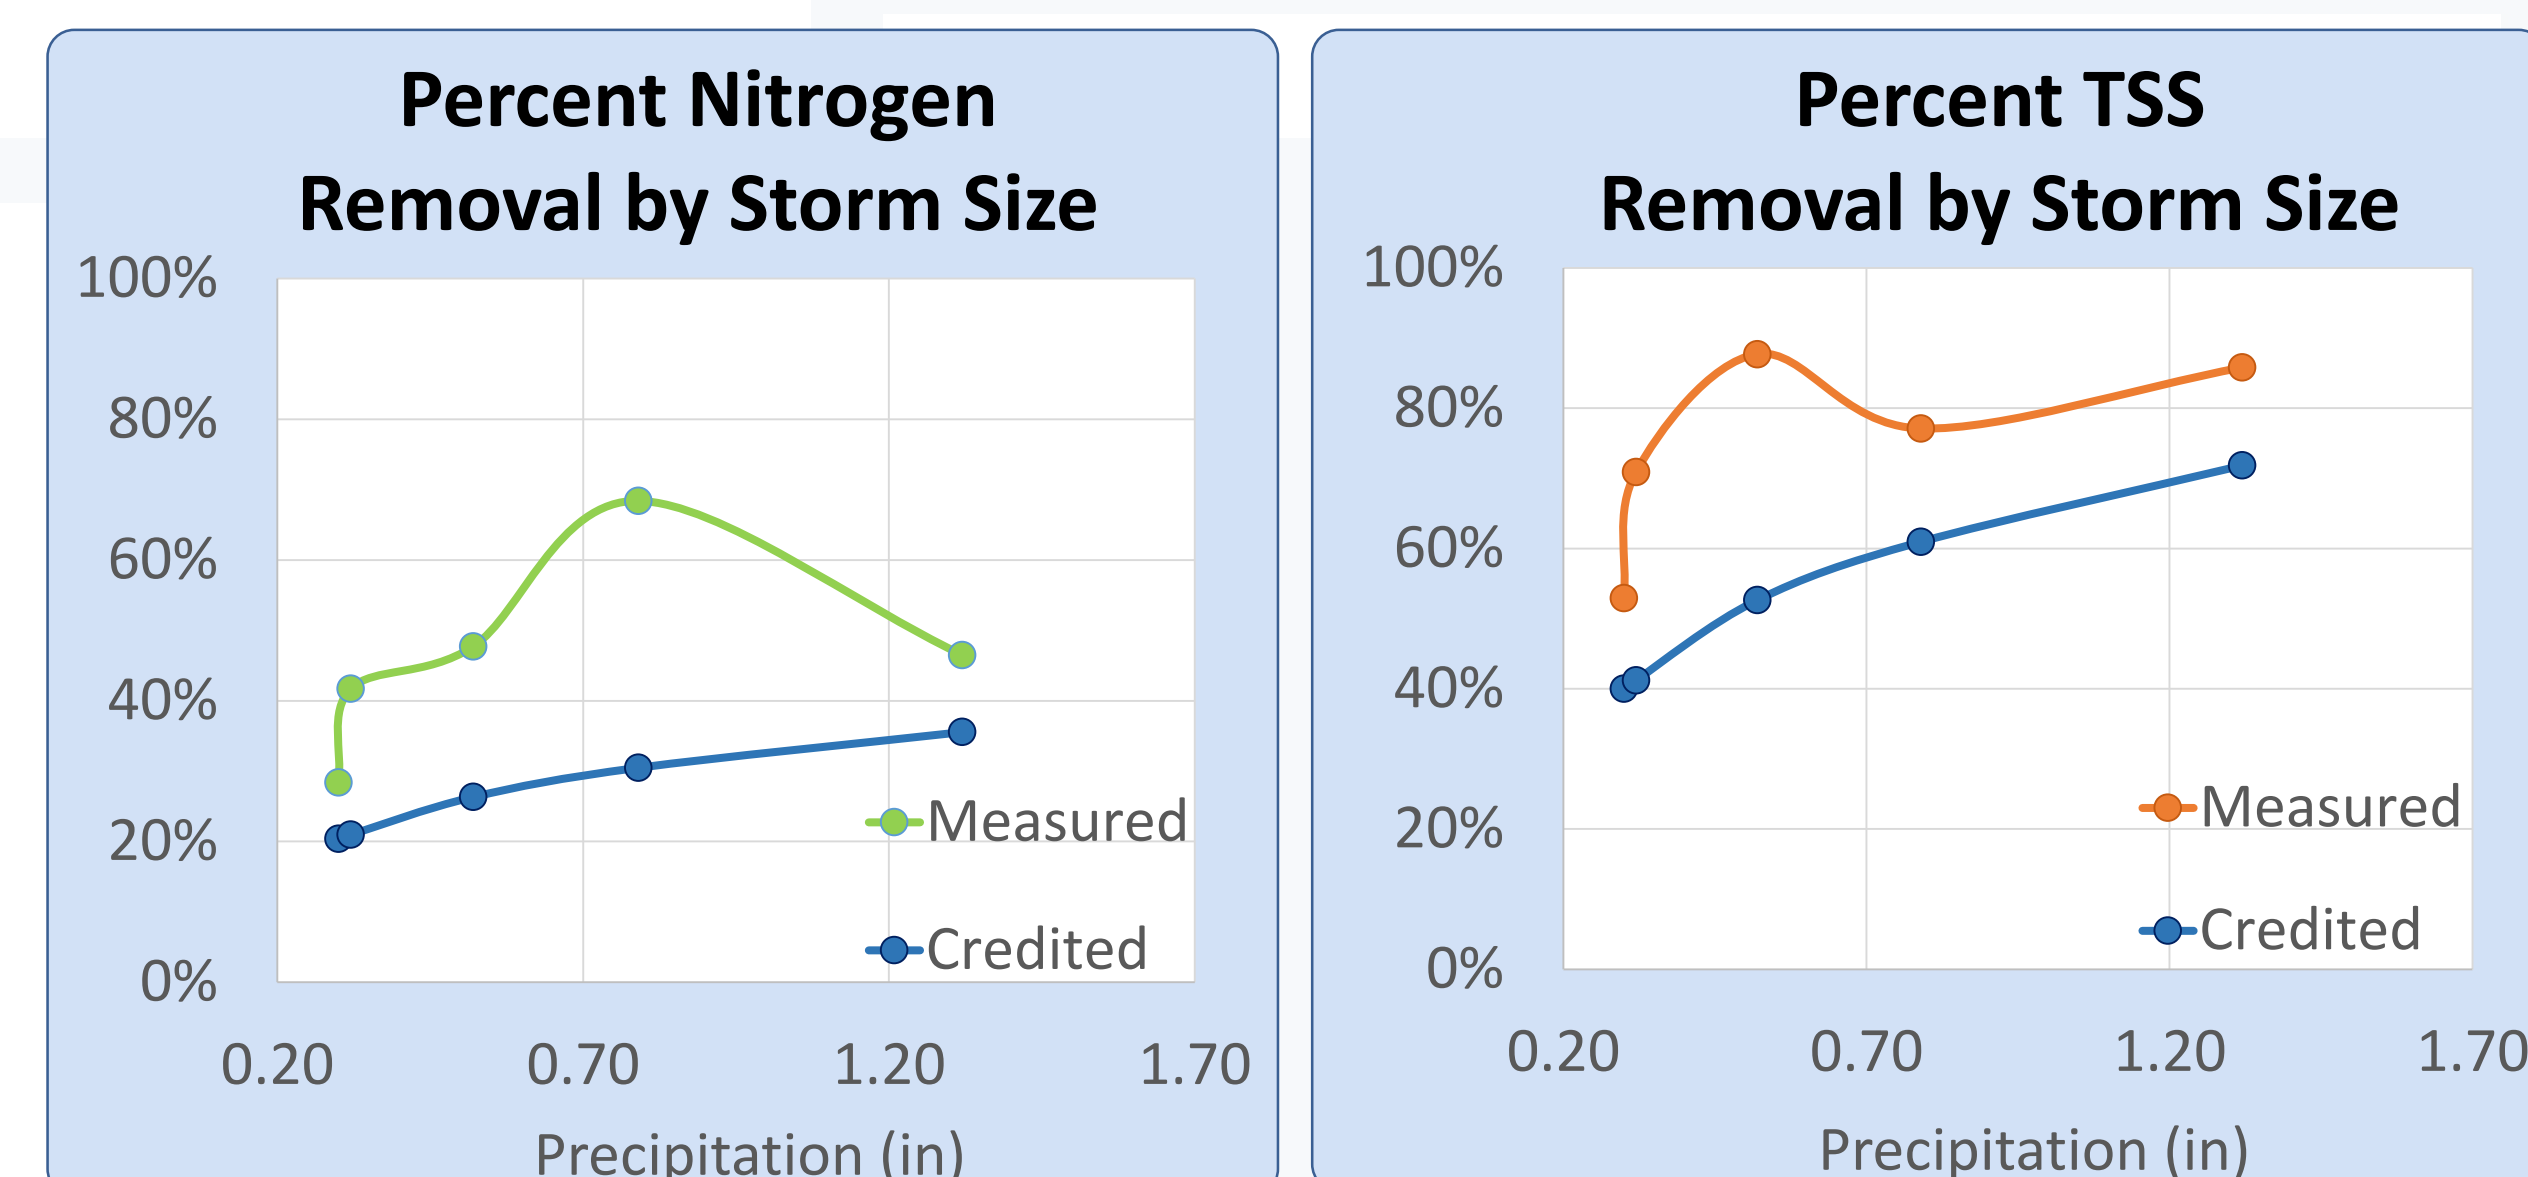 Percent Nitrogen
Removal by Storm Size
100%
80%
60%
40%
20%
0%
Measured
Credited
0.20 0.70 1.20 1.70
Precipitation (in)
Percent TSS
Removal by Storm Size
100%
80%
60%
40%
20%
0%
Measured
Credited
0.20 0.70 1.20 1.70
Precipitation (in)